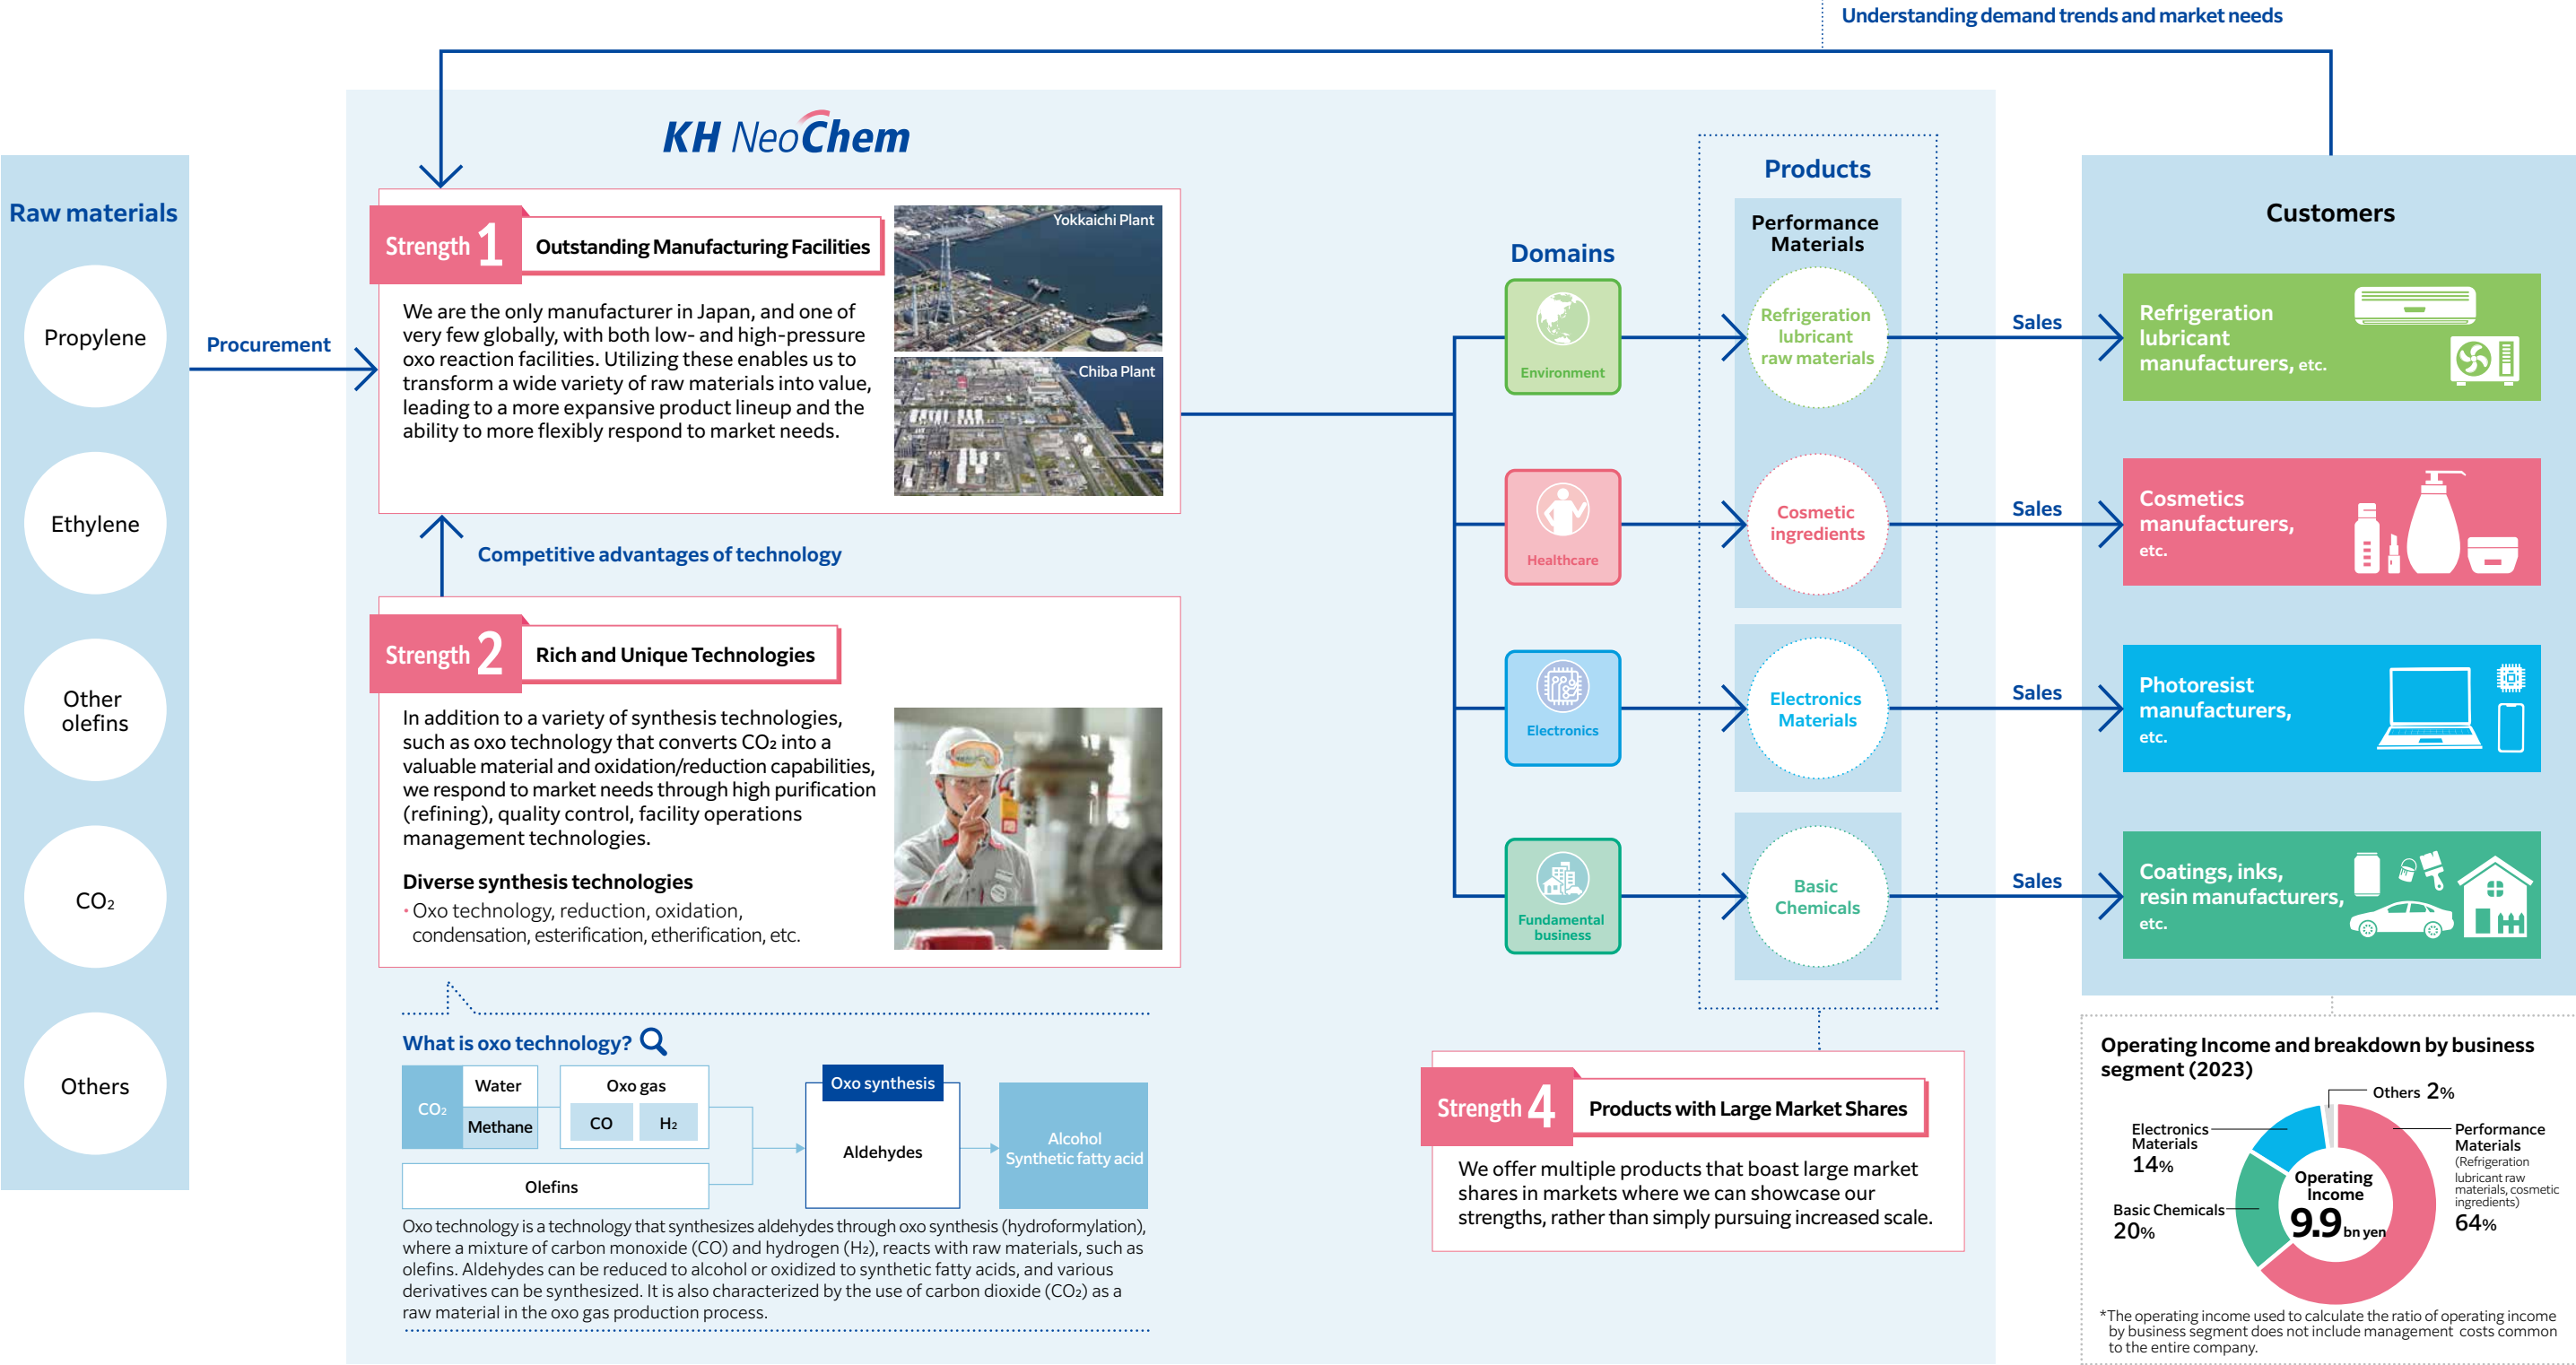 Understanding demand trends and market needs
KH NeoChem
Raw materials
Propylene
Ethylene
Other
olefins
CO₂
Others
Procurement
Strength 1
Outstanding Manufacturing Facilities
We are the only manufacturer in Japan, and one of
very few globally, with both low- and high-pressure
oxo reaction facilities. Utilizing these enables us to
transform a wide variety of raw materials into value,
leading to a more expansive product lineup and the
ability to more flexibly respond to market needs.
Yokkaichi Plant
Chiba Plant
Competitive advantages of technology
Strength 2
Rich and Unique Technologies
In addition to a variety of synthesis technologies,
such as oxo technology that converts CO₂ into a
valuable material and oxidation/reduction capabilities,
we respond to market needs through high purification
(refining), quality control, facility operations
management technologies.
Diverse synthesis technologies
・Oxo technology, reduction, oxidation,
condensation, esterification, etherification, etc.
What is oxo technology?
CO₂
Water
Methane
Oxo gas
CO
H₂
Olefins
Oxo synthesis
Aldehydes
Alcohol
Synthetic fatty acid
Oxo technology is a technology that synthesizes aldehydes through oxo synthesis (hydroformylation),
where a mixture of carbon monoxide (CO) and hydrogen (H₂), reacts with raw materials, such as
olefins. Aldehydes can be reduced to alcohol or oxidized to synthetic fatty acids, and various
derivatives can be synthesized. It is also characterized by the use of carbon dioxide (CO₂) as a
raw material in the oxo gas production process.
Domains
Environment
Healthcare
Electronics
Fundamental
business
Products
Performance
Materials
Refrigeration
lubricant
raw materials
Cosmetic
ingredients
Electronics
Materials
Basic
Chemicals
Sales
Sales
Sales
Sales
Customers
Refrigeration
lubricant
manufacturers, etc.
Cosmetics
manufacturers,
etc.
Photoresist
manufacturers,
etc.
Coatings, inks,
resin manufacturers,
etc.
Strength 4
Products with Large Market Shares
We offer multiple products that boast large market
shares in markets where we can showcase our
strengths, rather than simply pursuing increased scale.
Operating Income and breakdown by business
segment (2023)
Others 2%
Electronics
Materials
14%
Basic Chemicals
20%
Operating
Income
9.9 bn yen
Performance
Materials
(Refrigeration
lubricant raw
materials, cosmetic
ingredients)
64%
*The operating income used to calculate the ratio of operating income
by business segment does not include management costs common
to the entire company.